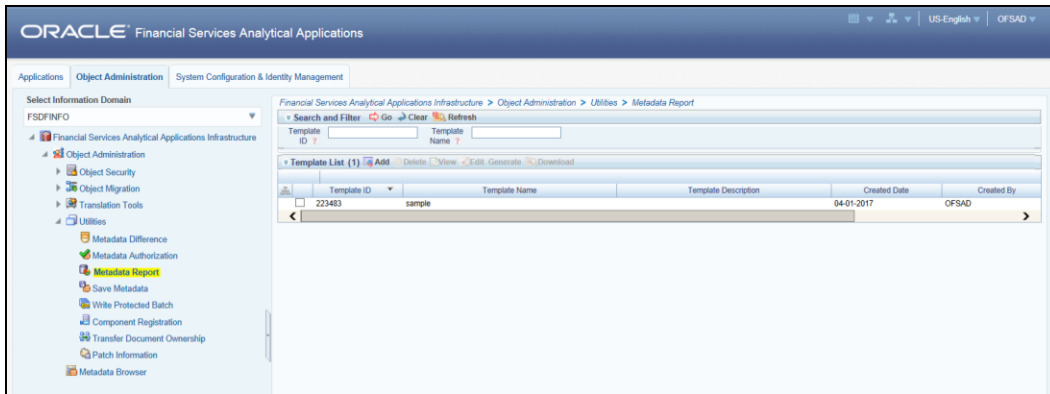 ORACLE Financial Services Analytical Applications
US-English OFSAD
Applications Object Administration System Configuration & Identity Management
Select Information Domain
FSDFINFO
Financial Services Analytical Applications Infrastructure
Object Administration
Object Security
Object Migration
Translation Tools
Utilities
Metadata Difference
Metadata Authorization
Metadata Report
Save Metadata
Write Protected Batch
Component Registration
Transfer Document Ownership
Patch Information
Metadata Browser
Financial Services Analytical Applications Infrastructure > Object Administration > Utilities > Metadata Report
Search and Filter Go Clear Refresh
Template ID ? Template Name ?
Template List (1) Add Delete View Edit Generate Download
Template ID Template Name Template Description Created Date Created By
223483 sample 04-01-2017 OFSAD